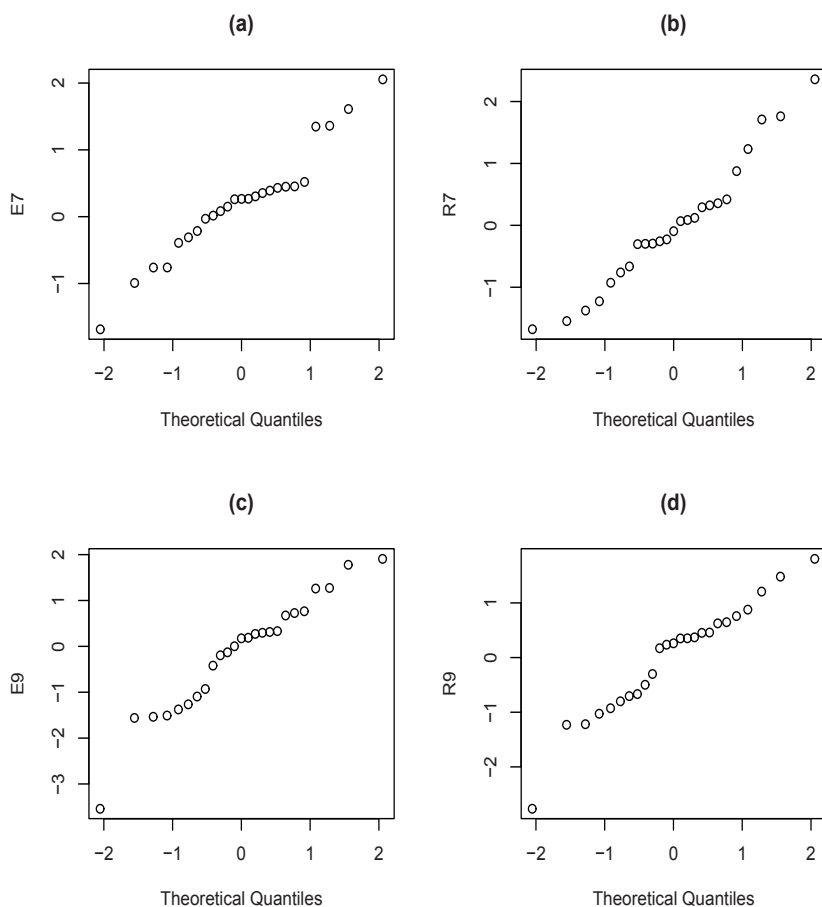 (a)
E7
2
1
0
−1
−2 −1 0 1 2
Theoretical Quantiles
(b)
R7
2
1
0
−1
−2 −1 0 1 2
Theoretical Quantiles
(c)
E9
2
1
0
−1
−2
−3
−2 −1 0 1 2
Theoretical Quantiles
(d)
R9
1
0
−1
−2
−2 −1 0 1 2
Theoretical Quantiles